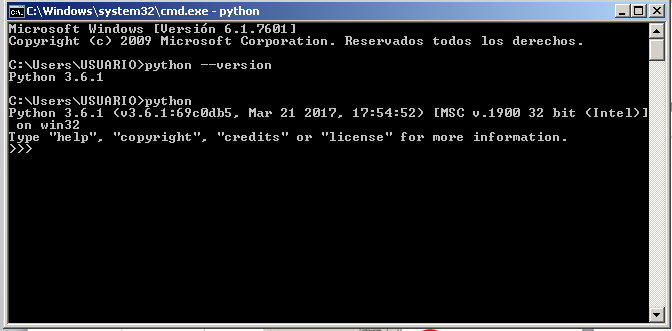 C:\Windows\system32\cmd.exe - python
Microsoft Windows [Versión 6.1.7601]
Copyright (c) 2009 Microsoft Corporation. Reservados todos los derechos.
C:\Users\USUARIO>python --version
Python 3.6.1
C:\Users\USUARIO>python
Python 3.6.1 (v3.6.1:69c0db5, Mar 21 2017, 17:54:52) [MSC v.1900 32 bit (Intel)]
 on win32
Type "help", "copyright", "credits" or "license" for more information.
>>>